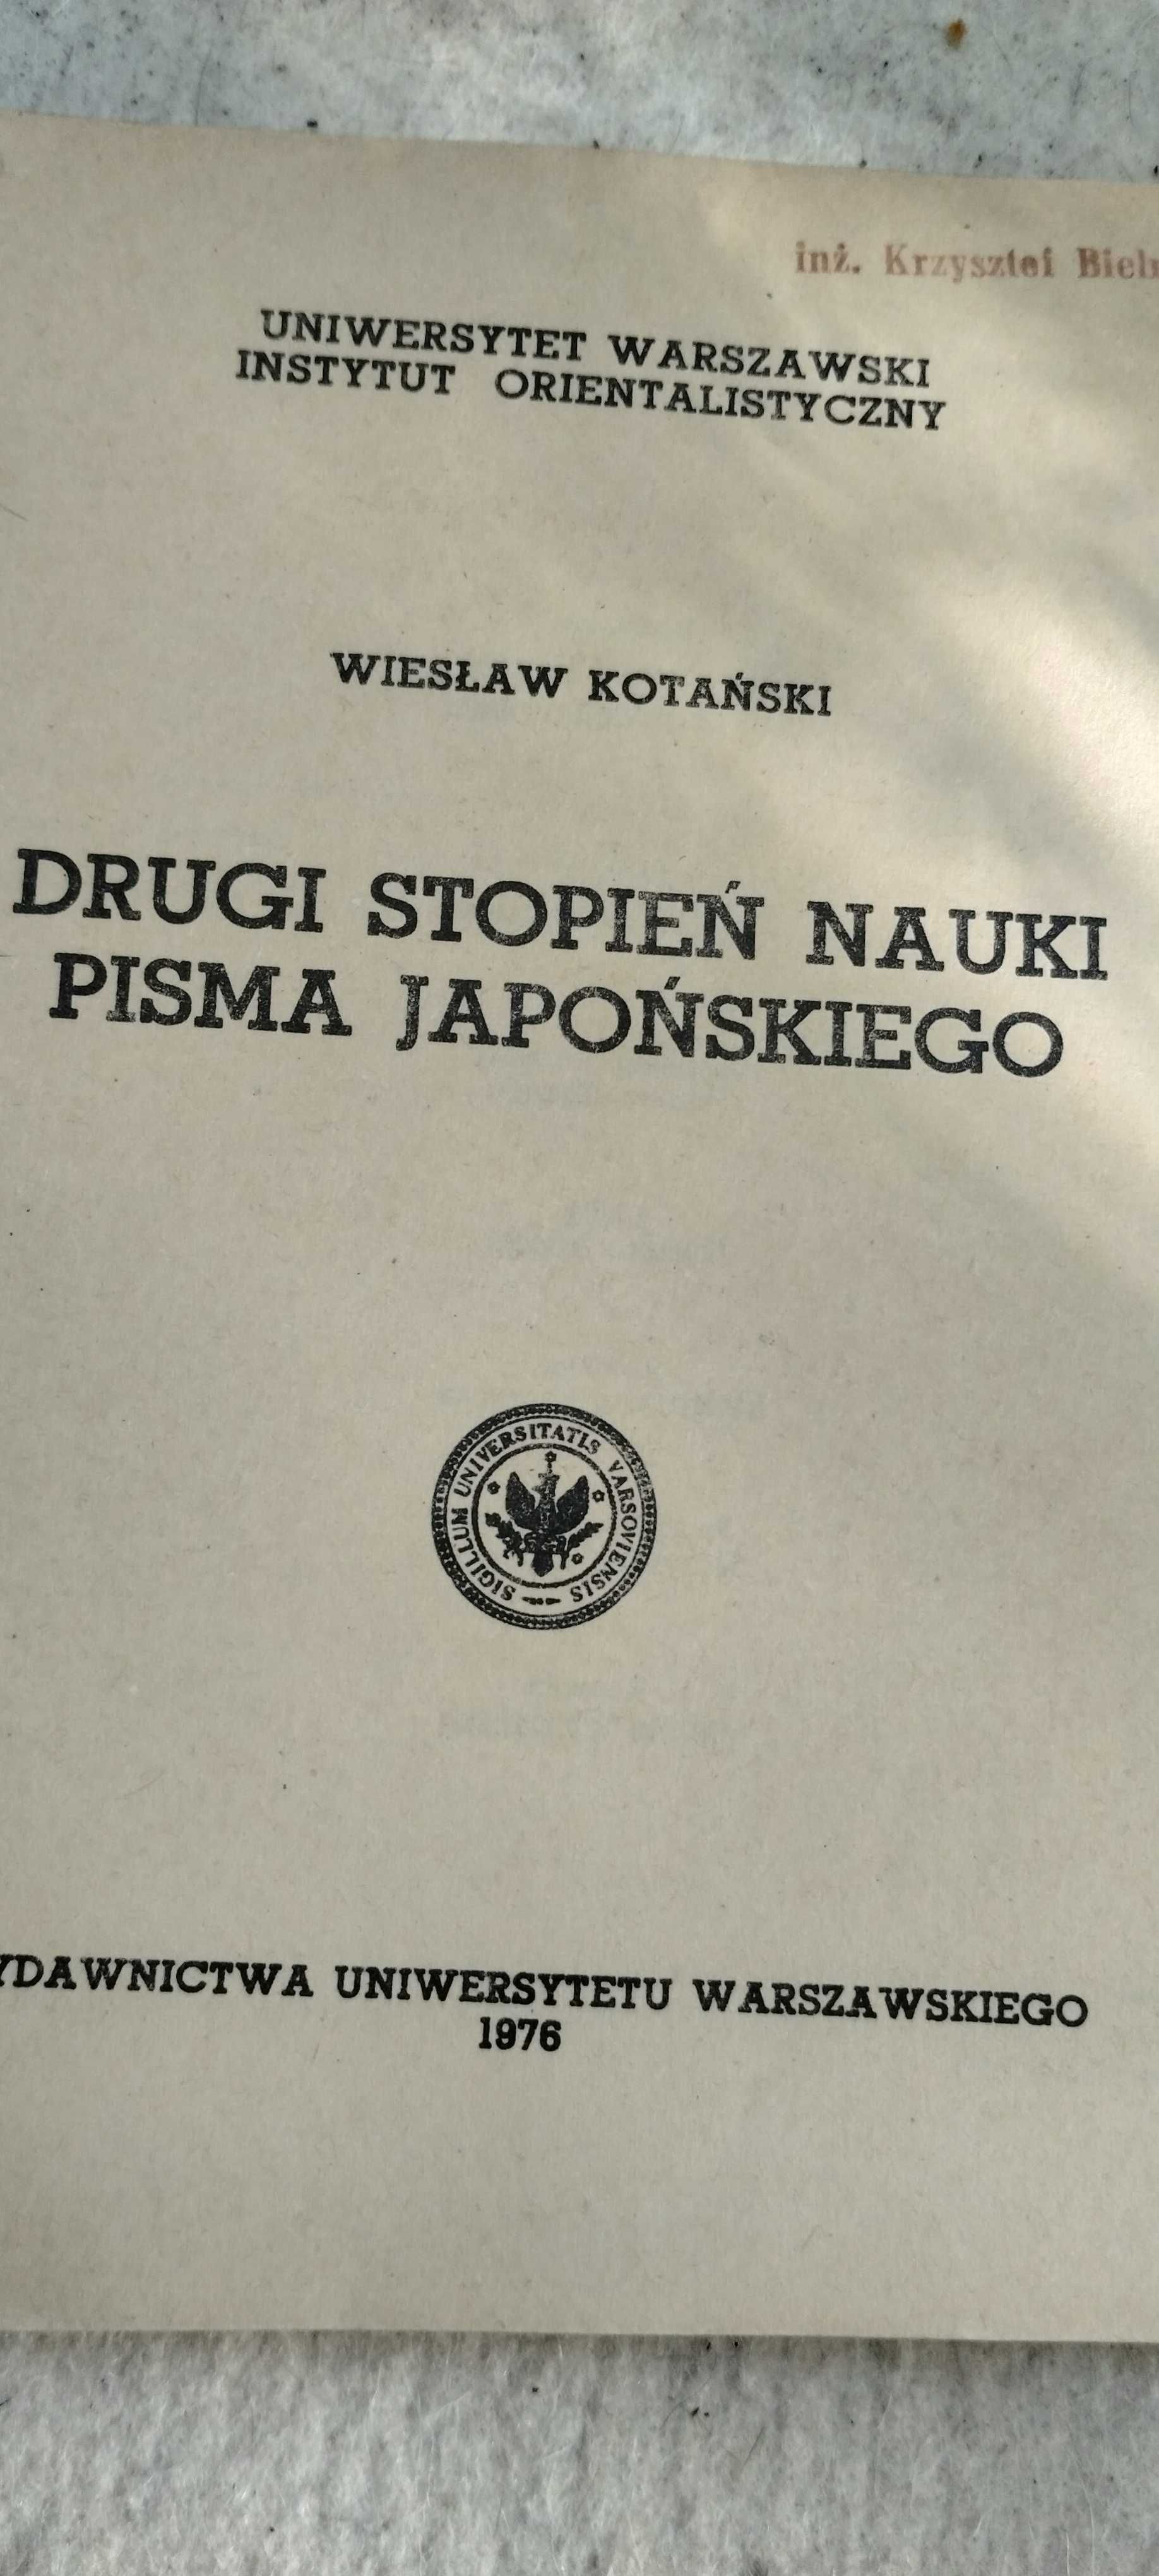 inż. Krzysztof Bieb
UNIWERSYTET WARSZAWSKI
INSTYTUT ORIENTALISTYCZNY
WIESŁAW KOTAŃSKI
DRUGI STOPIEŃ NAUKI
PISMA JAPOŃSKIEGO
SIGILLUM UNIVERSITATIS VARSOVIENSIS
YDAWNICTWA UNIWERSYTETU WARSZAWSKIEGO
1976